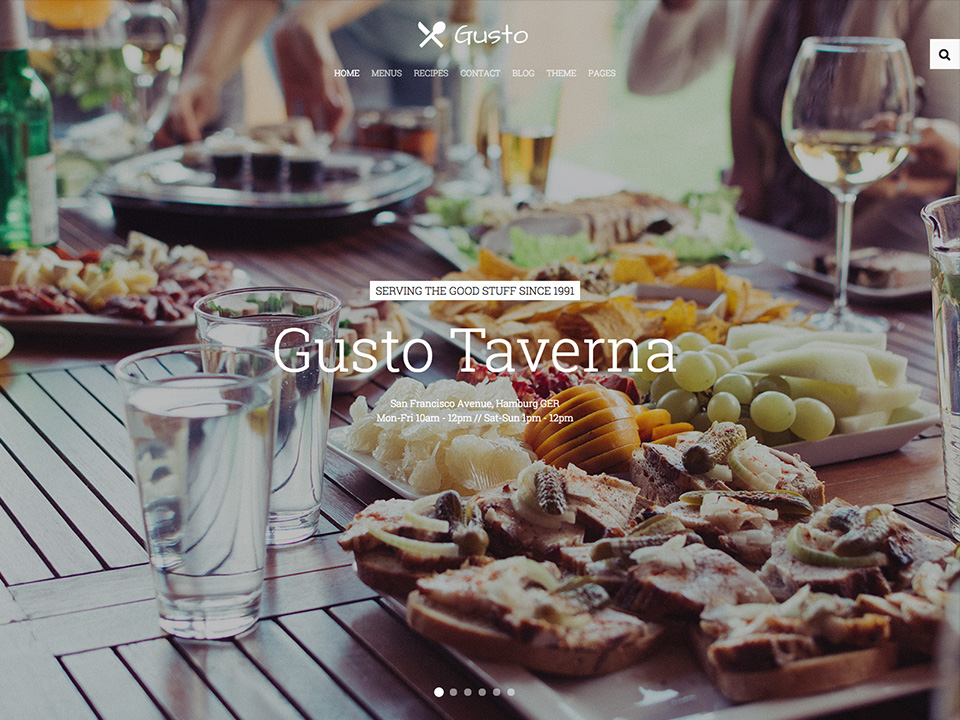 Gusto
HOME MENUS RECIPES CONTACT BLOG THEME PAGES
SERVING THE GOOD STUFF SINCE 1991
Gusto Taverna
San Francisco Avenue, Hamburg GER
Mon-Fri 10am - 12pm // Sat-Sun 1pm - 12pm